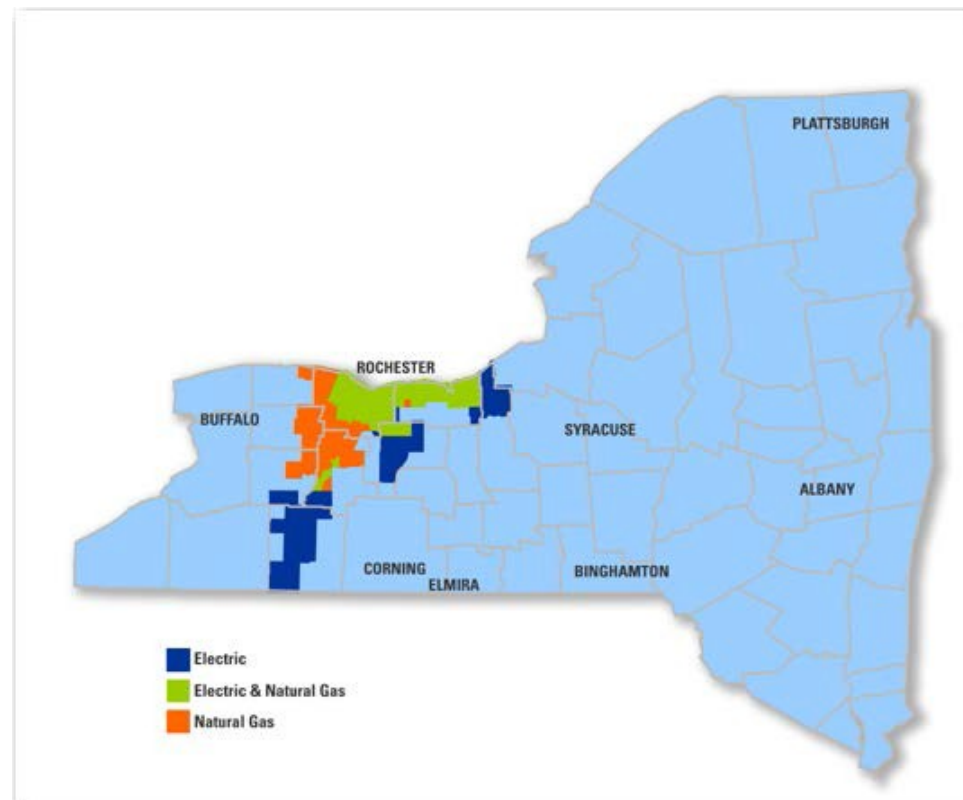 PLATTSBURGH
ROCHESTER
BUFFALO
SYRACUSE
ALBANY
CORNING
ELMIRA
BINGHAMTON
Electric
Electric & Natural Gas
Natural Gas